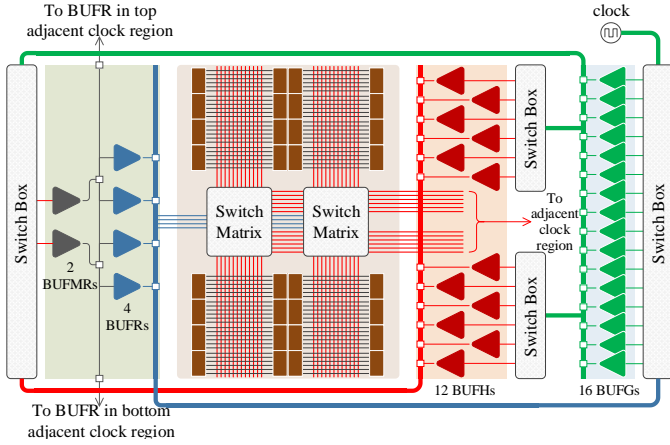 To BUFR in top
adjacent clock region
clock
Switch Box
Switch Box
Switch Box
Switch
Matrix
Switch
Matrix
To
adjacent
clock
region
2
BUFMRs
4
BUFRs
Switch Box
12 BUFHs
16 BUFGs
To BUFR in bottom
adjacent clock region